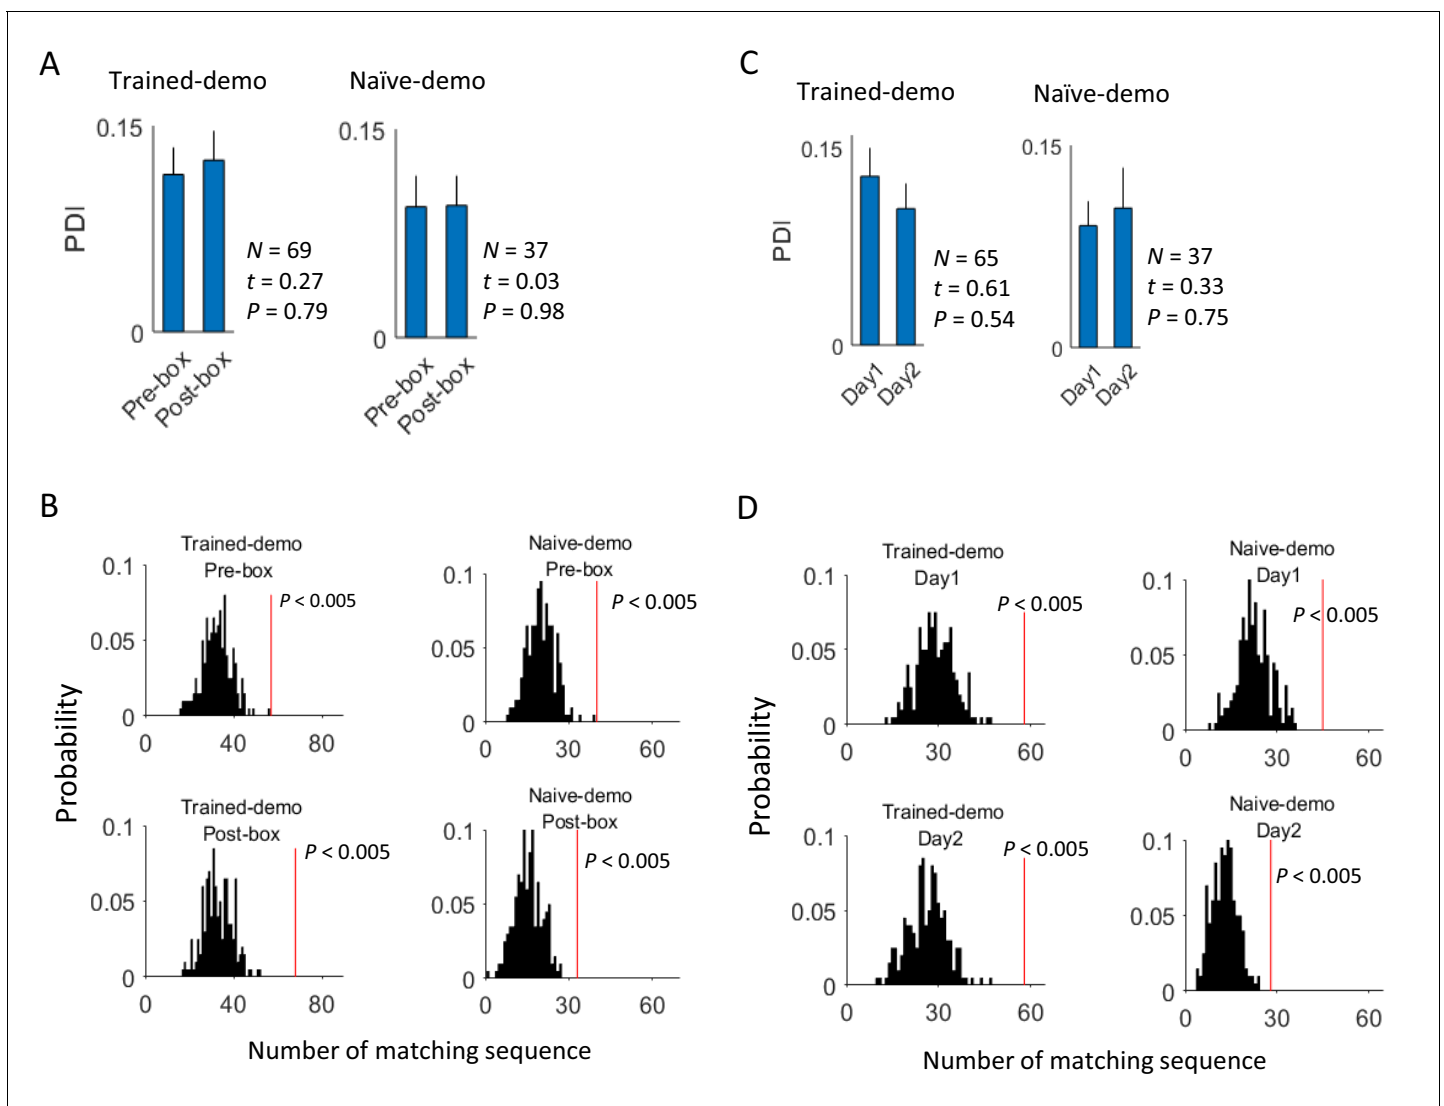 A
Trained-demo
Naïve-demo
0.15
0
PDI
Pre-box
Post-box
N = 69
t = 0.27
P = 0.79
0.15
0
Pre-box
Post-box
N = 37
t = 0.03
P = 0.98
C
Trained-demo
Naïve-demo
0.15
0
PDI
Day1
Day2
N = 65
t = 0.61
P = 0.54
0.15
0
Day1
Day2
N = 37
t = 0.33
P = 0.75
B
Probability
Trained-demo
Pre-box
P < 0.005
0.1
0.05
0
0 40 80
Naive-demo
Pre-box
P < 0.005
0.1
0.05
0
0 30 60
Trained-demo
Post-box
P < 0.005
0.1
0.05
0
0 40 80
Naive-demo
Post-box
P < 0.005
0.1
0.05
0
0 30 60
Number of matching sequence
D
Probability
Trained-demo
Day1
P < 0.005
0.1
0.05
0
0 30 60
Naive-demo
Day1
P < 0.005
0.1
0.05
0
0 30 60
Trained-demo
Day2
P < 0.005
0.1
0.05
0
0 30 60
Naive-demo
Day2
P < 0.005
0.1
0.05
0
0 30 60
Number of matching sequence